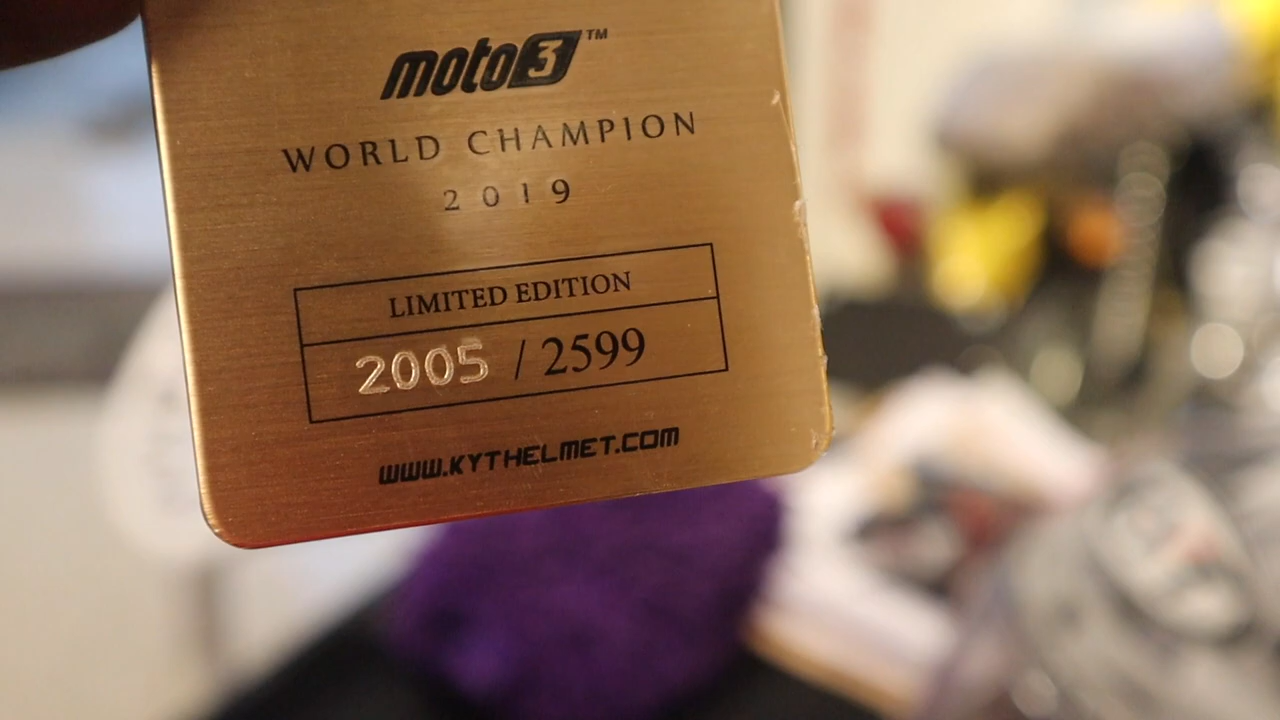 moto3™
WORLD CHAMPION
2019
LIMITED EDITION
2005 / 2599
WWW.KYTHELMET.COM